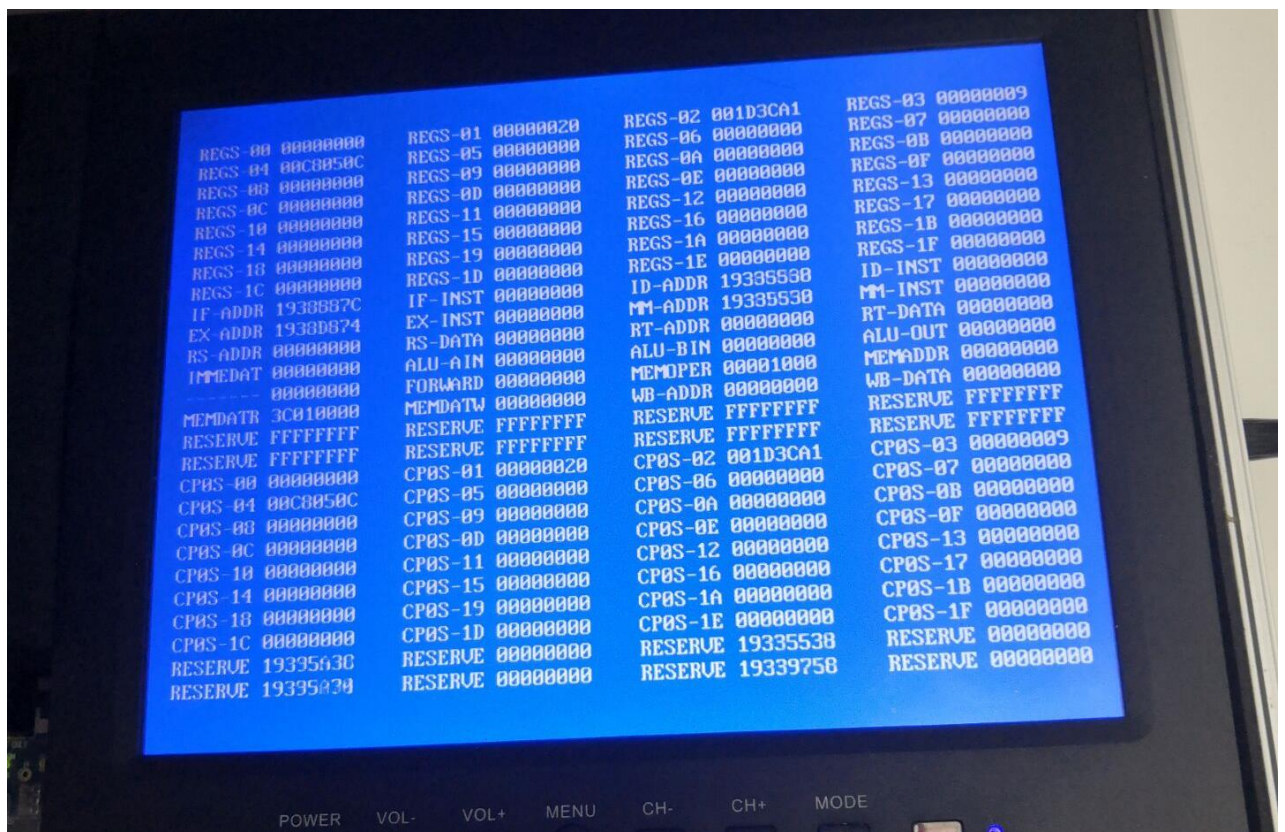 REGS-00 00000000 REGS-01 00000020 REGS-02 001D3CA1 REGS-03 00000009
REGS-04 00C8050C REGS-05 00000000 REGS-06 00000000 REGS-07 00000000
REGS-08 00000000 REGS-09 00000000 REGS-0A 00000000 REGS-0B 00000000
REGS-0C 00000000 REGS-0D 00000000 REGS-0E 00000000 REGS-0F 00000000
REGS-10 00000000 REGS-11 00000000 REGS-12 00000000 REGS-13 00000000
REGS-14 00000000 REGS-15 00000000 REGS-16 00000000 REGS-17 00000000
REGS-18 00000000 REGS-19 00000000 REGS-1A 00000000 REGS-1B 00000000
REGS-1C 00000000 REGS-1D 00000000 REGS-1E 00000000 REGS-1F 00000000
IF-ADDR IF-INST 00000000 ID-ADDR ID-INST 00000000
EX-ADDR EX-INST 00000000 MM-ADDR MM-INST 00000000
RS-ADDR 00000000 RS-DATA 00000000 RT-ADDR 00000000 RT-DATA 00000000
IMMEDAT 00000000 ALU-AIN 00000000 ALU-BIN 00000000 ALU-OUT 00000000
------- 00000000 FORWARD 00000000 MEMOPER 00001000 MEMADDR 00000000
MEMDATR 3C010000 MEMDATW 00000000 WB-ADDR 00000000 WB-DATA 00000000
RESERVE FFFFFFFF RESERVE FFFFFFFF RESERVE FFFFFFFF RESERVE FFFFFFFF
RESERVE FFFFFFFF RESERVE FFFFFFFF RESERVE FFFFFFFF RESERVE FFFFFFFF
CP0S-00 00000000 CP0S-01 00000020 CP0S-02 001D3CA1 CP0S-03 00000009
CP0S-04 00C8050C CP0S-05 00000000 CP0S-06 00000000 CP0S-07 00000000
CP0S-08 00000000 CP0S-09 00000000 CP0S-0A 00000000 CP0S-0B 00000000
CP0S-0C 00000000 CP0S-0D 00000000 CP0S-0E 00000000 CP0S-0F 00000000
CP0S-10 00000000 CP0S-11 00000000 CP0S-12 00000000 CP0S-13 00000000
CP0S-14 00000000 CP0S-15 00000000 CP0S-16 00000000 CP0S-17 00000000
CP0S-18 00000000 CP0S-19 00000000 CP0S-1A 00000000 CP0S-1B 00000000
CP0S-1C 00000000 CP0S-1D 00000000 CP0S-1E 00000000 CP0S-1F 00000000
RESERVE RESERVE 00000000 RESERVE 19335538 RESERVE 00000000
RESERVE RESERVE 00000000 RESERVE 19339758 RESERVE 00000000
POWER VOL- VOL+ MENU CH- CH+ MODE